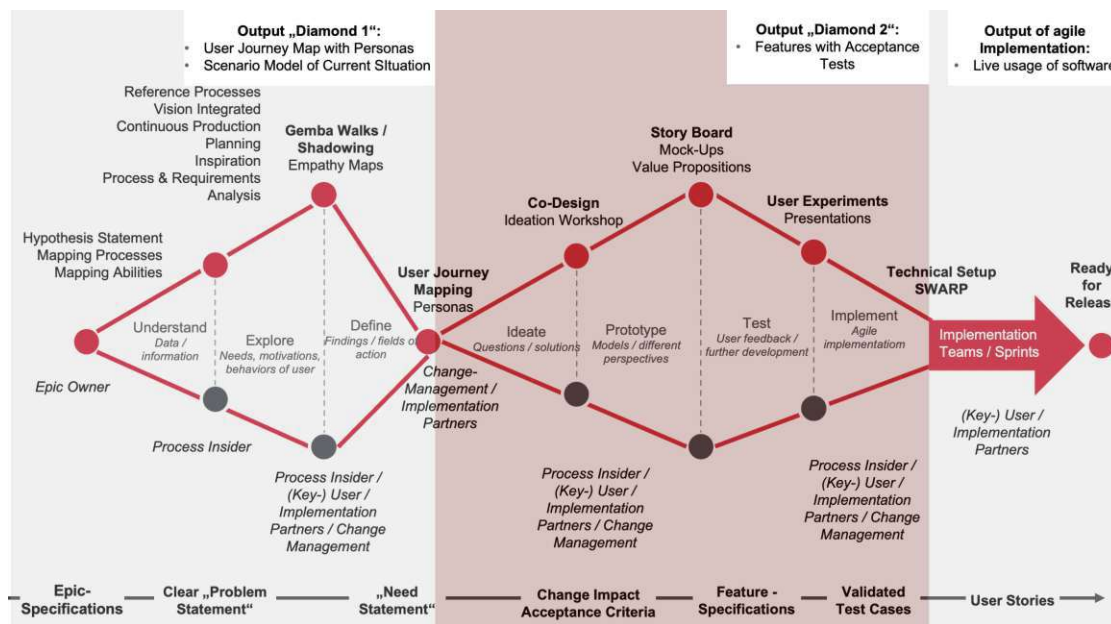 Output „Diamond 1“:
• User Journey Map with Personas
• Scenario Model of Current SItuation
Output „Diamond 2“:
• Features with Acceptance
Tests
Output of agile
Implementation:
• Live usage of software
Reference Processes
Vision Integrated
Continuous Production
Planning
Inspiration
Process & Requirements
Analysis
Gemba Walks /
Shadowing
Empathy Maps
Story Board
Mock-Ups
Value Propositions
Co-Design
Ideation Workshop
User Experiments
Presentations
Hypothesis Statement
Mapping Processes
Mapping Abilities
User Journey
Mapping
Personas
Technical Setup
SWARP
Ready
for
Release
Understand
Data /
information
Explore
Needs, motivations,
behaviors of user
Define
Findings / fields of
action
Ideate
Questions / solutions
Prototype
Models / different
perspectives
Test
User feedback /
further development
Implement
Agile
implementatiom
Implementation
Teams / Sprints
Epic Owner
Process Insider
Change-
Management /
Implementation
Partners
Process Insider /
(Key-) User /
Implementation
Partners / Change
Management
Process Insider /
(Key-) User /
Implementation
Partners / Change
Management
Process Insider /
(Key-) User /
Implementation
Partners / Change
Management
(Key-) User /
Implementation
Partners
Epic-
Specifications
Clear „Problem
Statement“
„Need
Statement“
Change Impact
Acceptance Criteria
Feature -
Specifications
Validated
Test Cases
User Stories